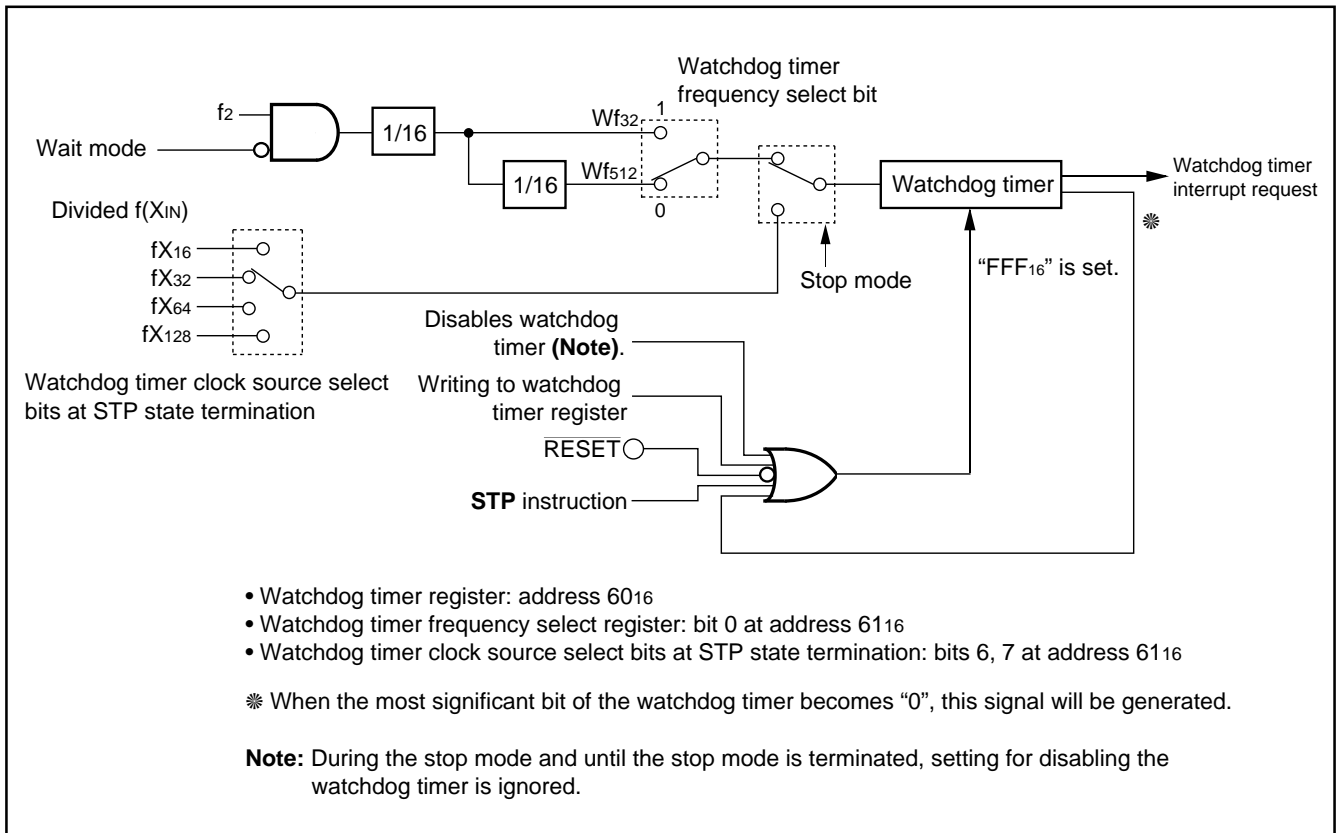 Watchdog timer
frequency select bit
f2
Wait mode
1/16
Wf32
1
1/16
Wf512
0
Watchdog timer
Watchdog timer
interrupt request
❋
Divided f(XIN)
fX16
fX32
fX64
fX128
Stop mode
“FFF16” is set.
Watchdog timer clock source select
bits at STP state termination
Disables watchdog
timer (Note).
Writing to watchdog
timer register
RESET
STP instruction
• Watchdog timer register: address 6016
• Watchdog timer frequency select register: bit 0 at address 6116
• Watchdog timer clock source select bits at STP state termination: bits 6, 7 at address 6116
❋ When the most significant bit of the watchdog timer becomes “0”, this signal will be generated.
Note: During the stop mode and until the stop mode is terminated, setting for disabling the
watchdog timer is ignored.